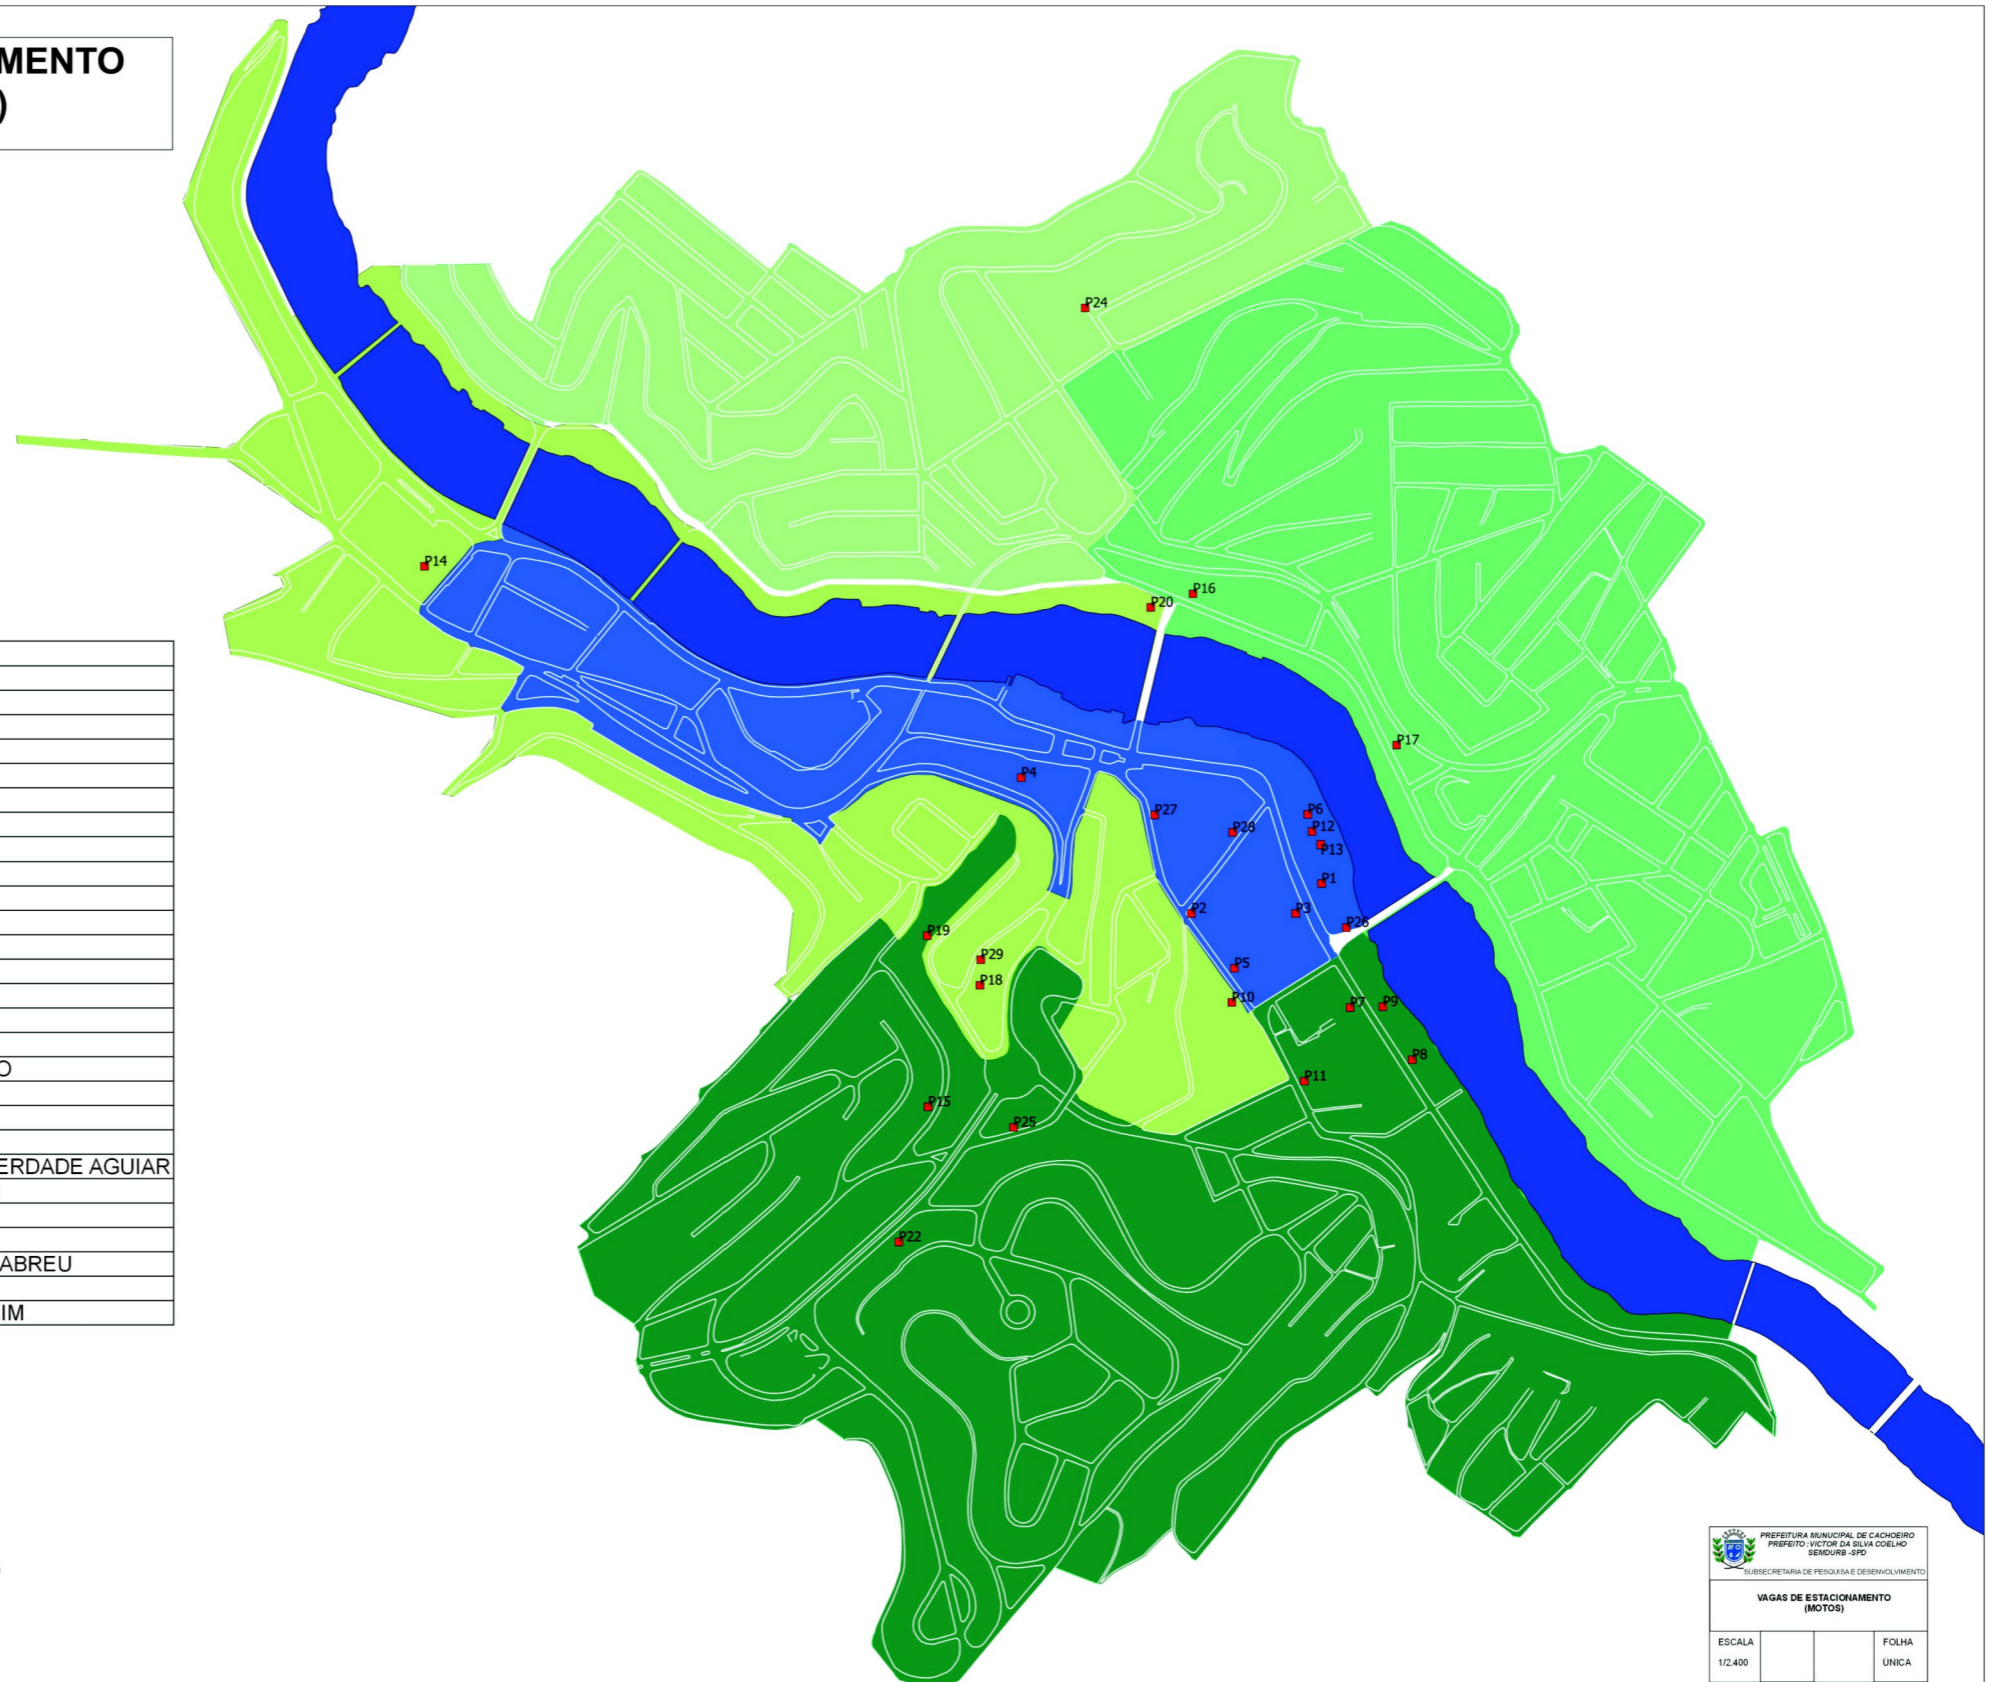 MENTO
)
P24
P14
P20
P16
P17
P4
P27
P28
P6
P12
P13
P1
P2
P3
P26
P19
P29
P18
P5
P10
P7
P9
P8
P11
P15
P25
P22
O
ERDADE AGUIAR
ABREU
IM
PREFEITURA MUNUCIPAL DE CACHOEIRO
PREFEITO :VICTOR DA SILVA COELHO
SEMDURB -SPD
SUBSECRETARIA DE PESQUISA E DESENVOLVIMENTO
VAGAS DE ESTACIONAMENTO
(MOTOS)
ESCALA
1/2.400
FOLHA
ÚNICA